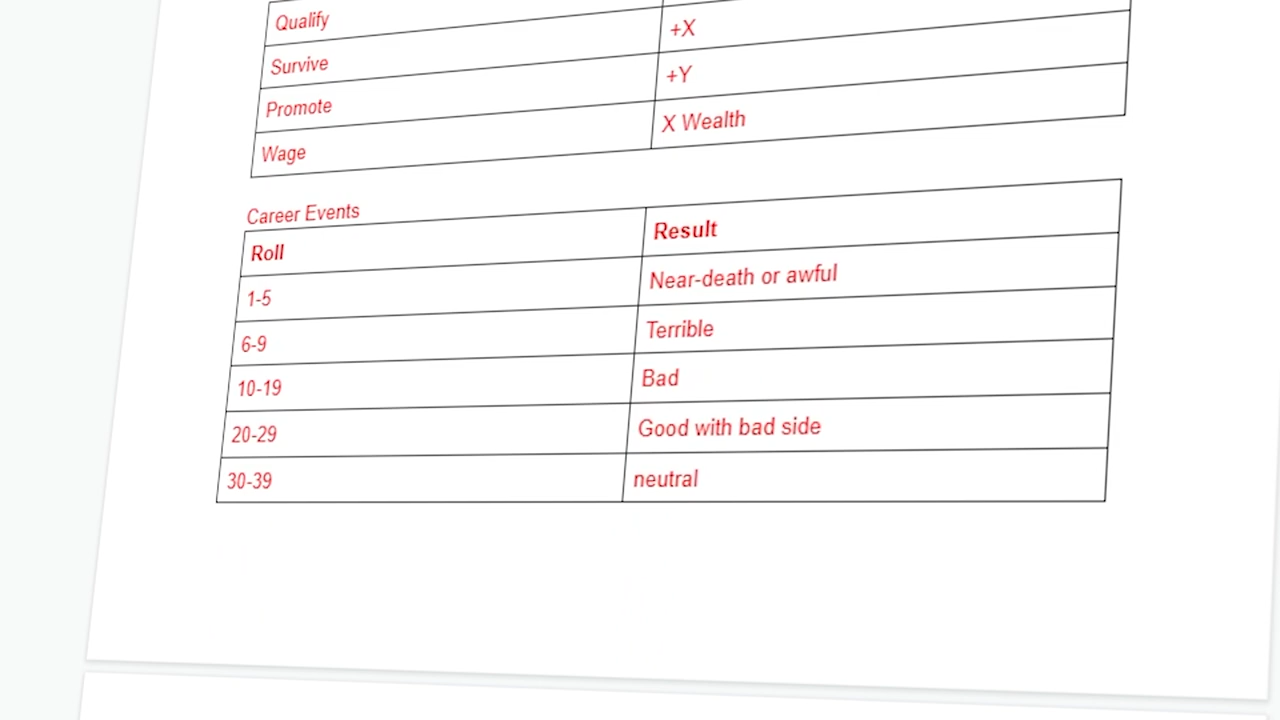 Qualify
Survive +X
Promote +Y
Wage X Wealth
Career Events
Roll Result
1-5 Near-death or awful
6-9 Terrible
10-19 Bad
20-29 Good with bad side
30-39 neutral